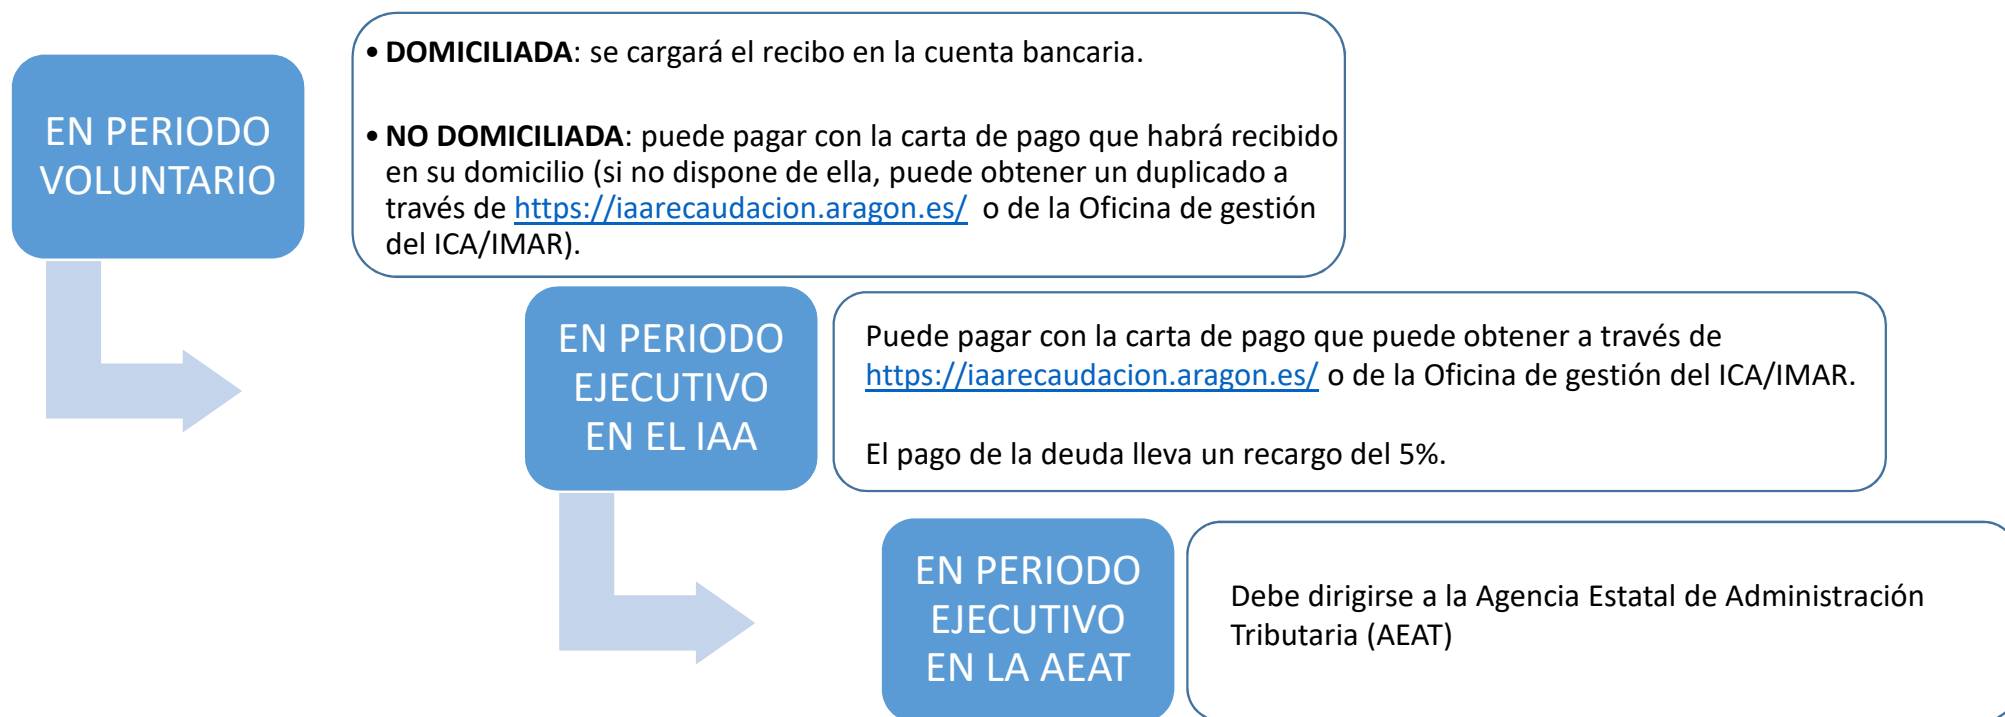 EN PERIODO
VOLUNTARIO
• DOMICILIADA: se cargará el recibo en la cuenta bancaria.
• NO DOMICILIADA: puede pagar con la carta de pago que habrá recibido
en su domicilio (si no dispone de ella, puede obtener un duplicado a
través de https://iaarecaudacion.aragon.es/ o de la Oficina de gestión
del ICA/IMAR).
EN PERIODO
EJECUTIVO
EN EL IAA
Puede pagar con la carta de pago que puede obtener a través de
https://iaarecaudacion.aragon.es/ o de la Oficina de gestión del ICA/IMAR.
El pago de la deuda lleva un recargo del 5%.
EN PERIODO
EJECUTIVO
EN LA AEAT
Debe dirigirse a la Agencia Estatal de Administración
Tributaria (AEAT)